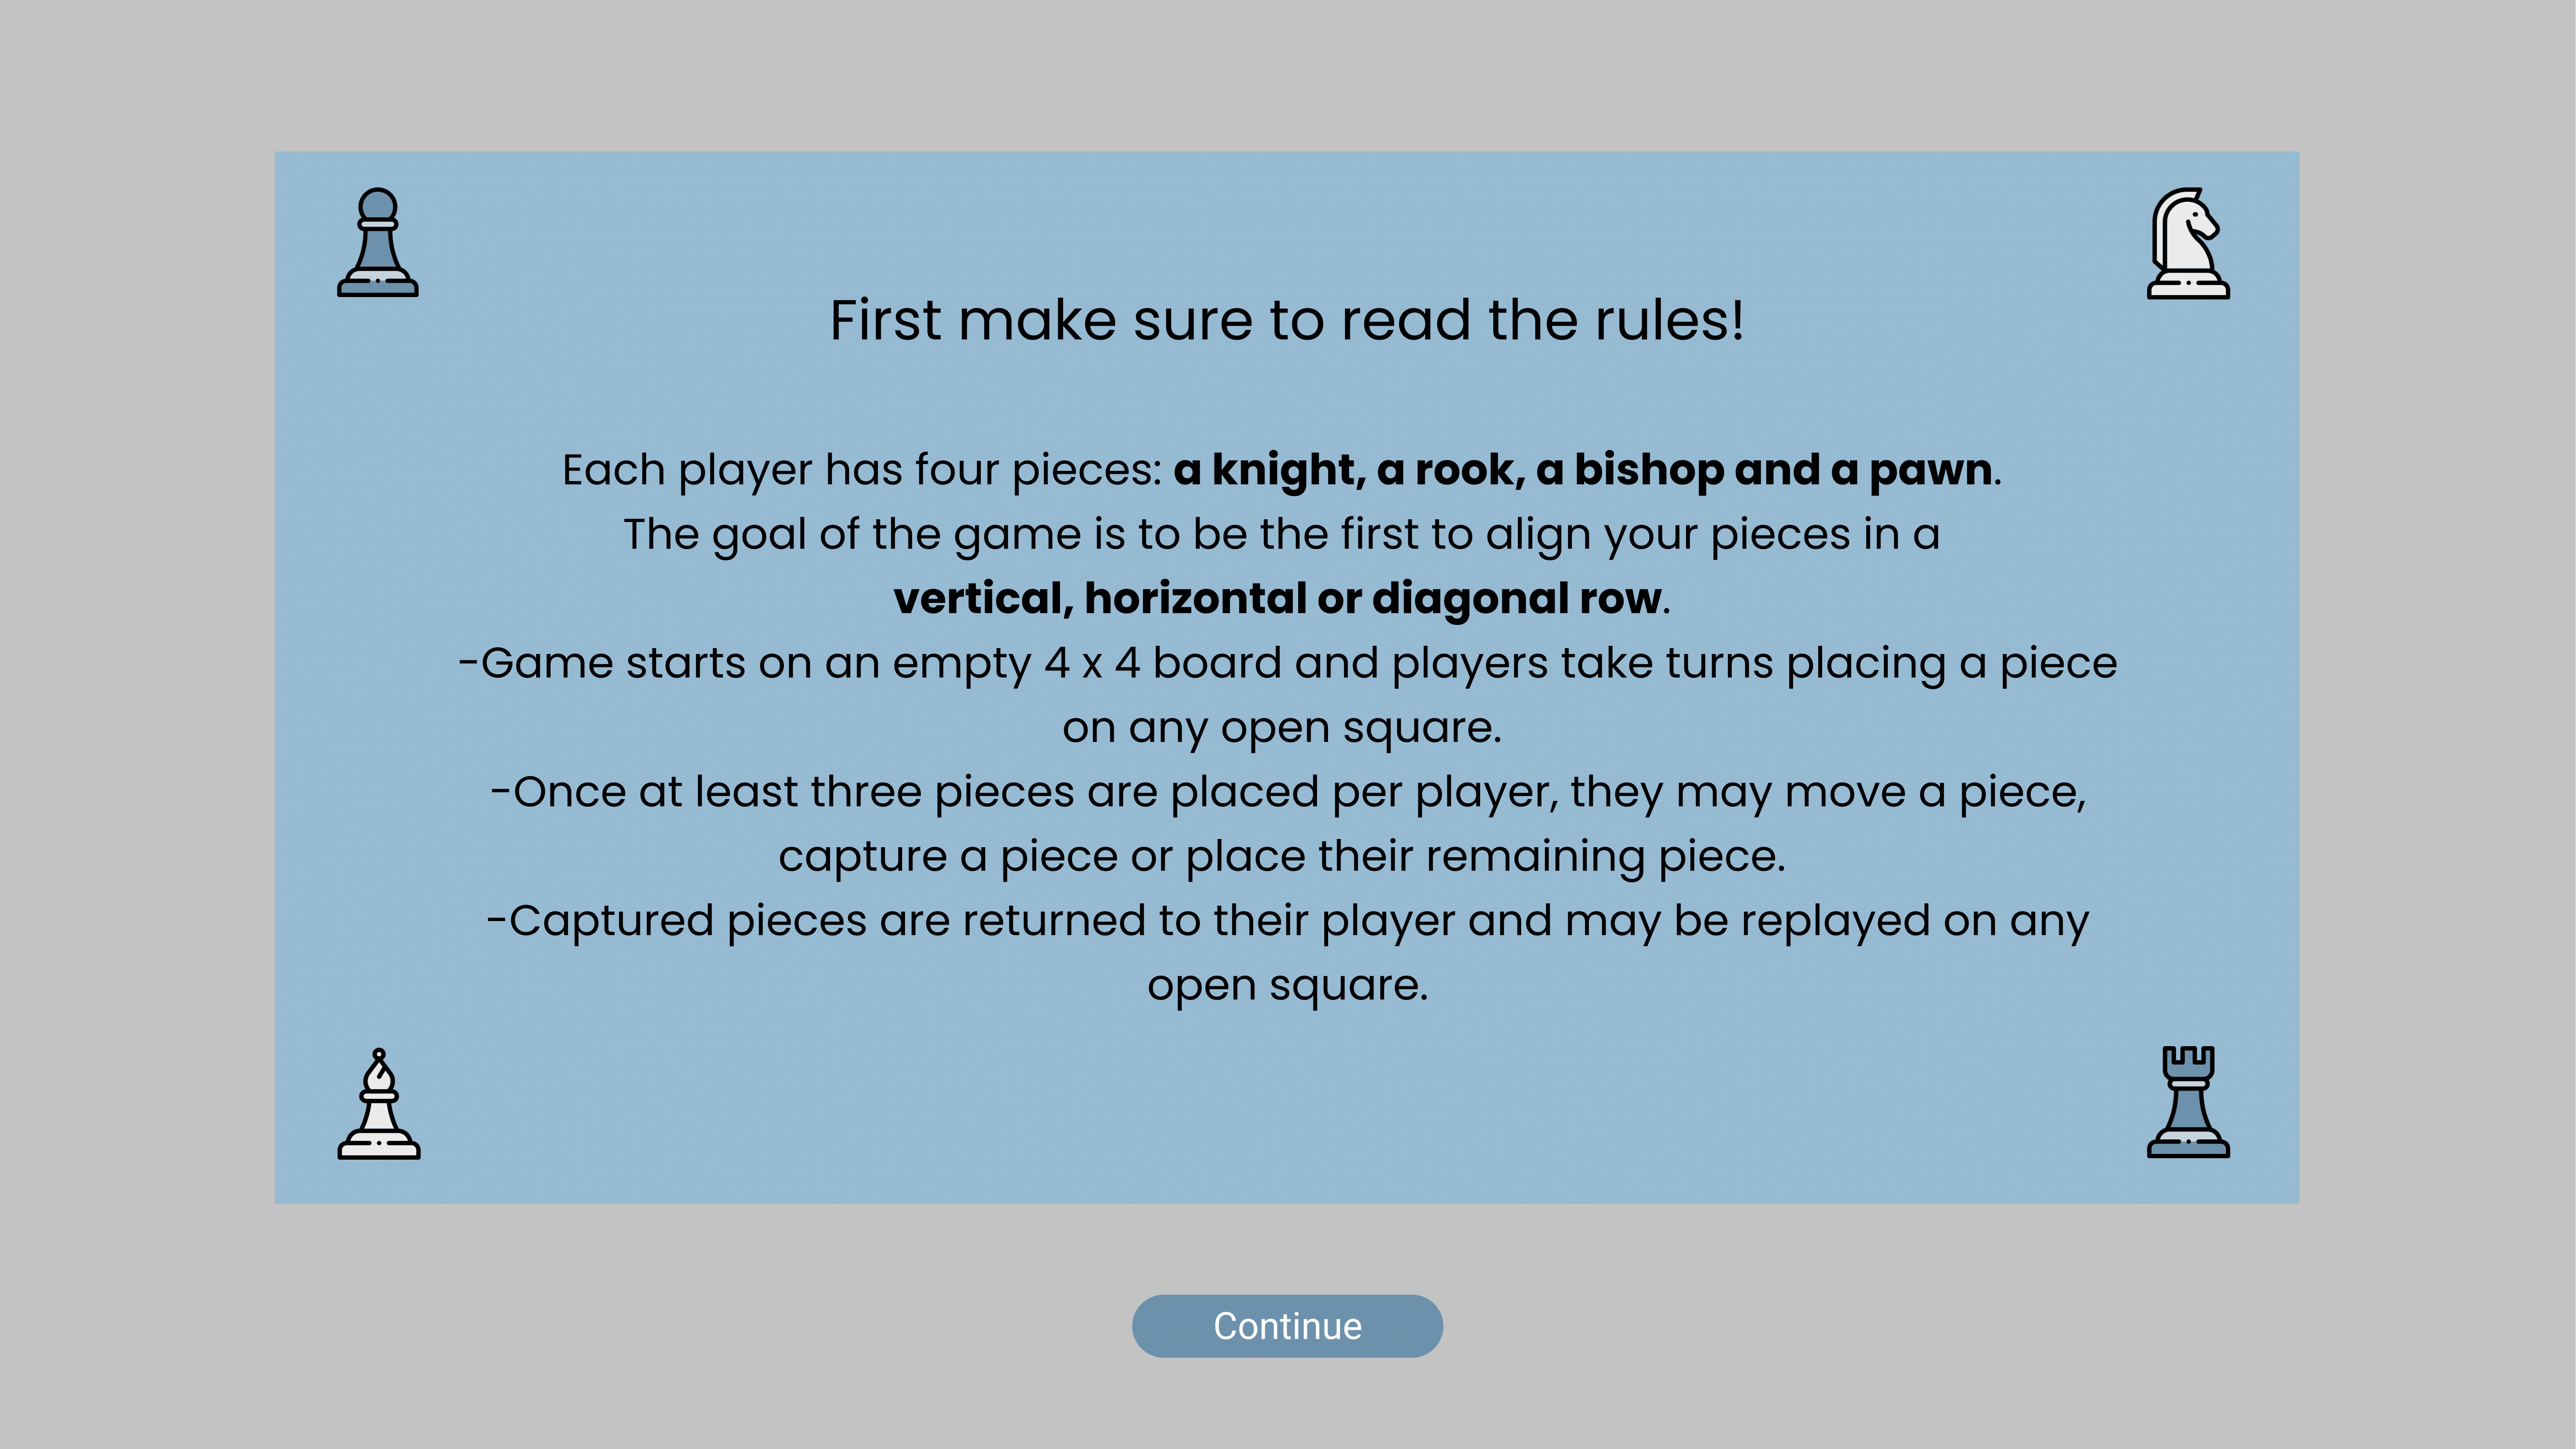 First make sure to read the rules!
Each player has four pieces: a knight, a rook, a bishop and a pawn.
The goal of the game is to be the first to align your pieces in a
vertical, horizontal or diagonal row.
-Game starts on an empty 4 x 4 board and players take turns placing a piece
on any open square.
-Once at least three pieces are placed per player, they may move a piece,
capture a piece or place their remaining piece.
-Captured pieces are returned to their player and may be replayed on any
open square.
Continue